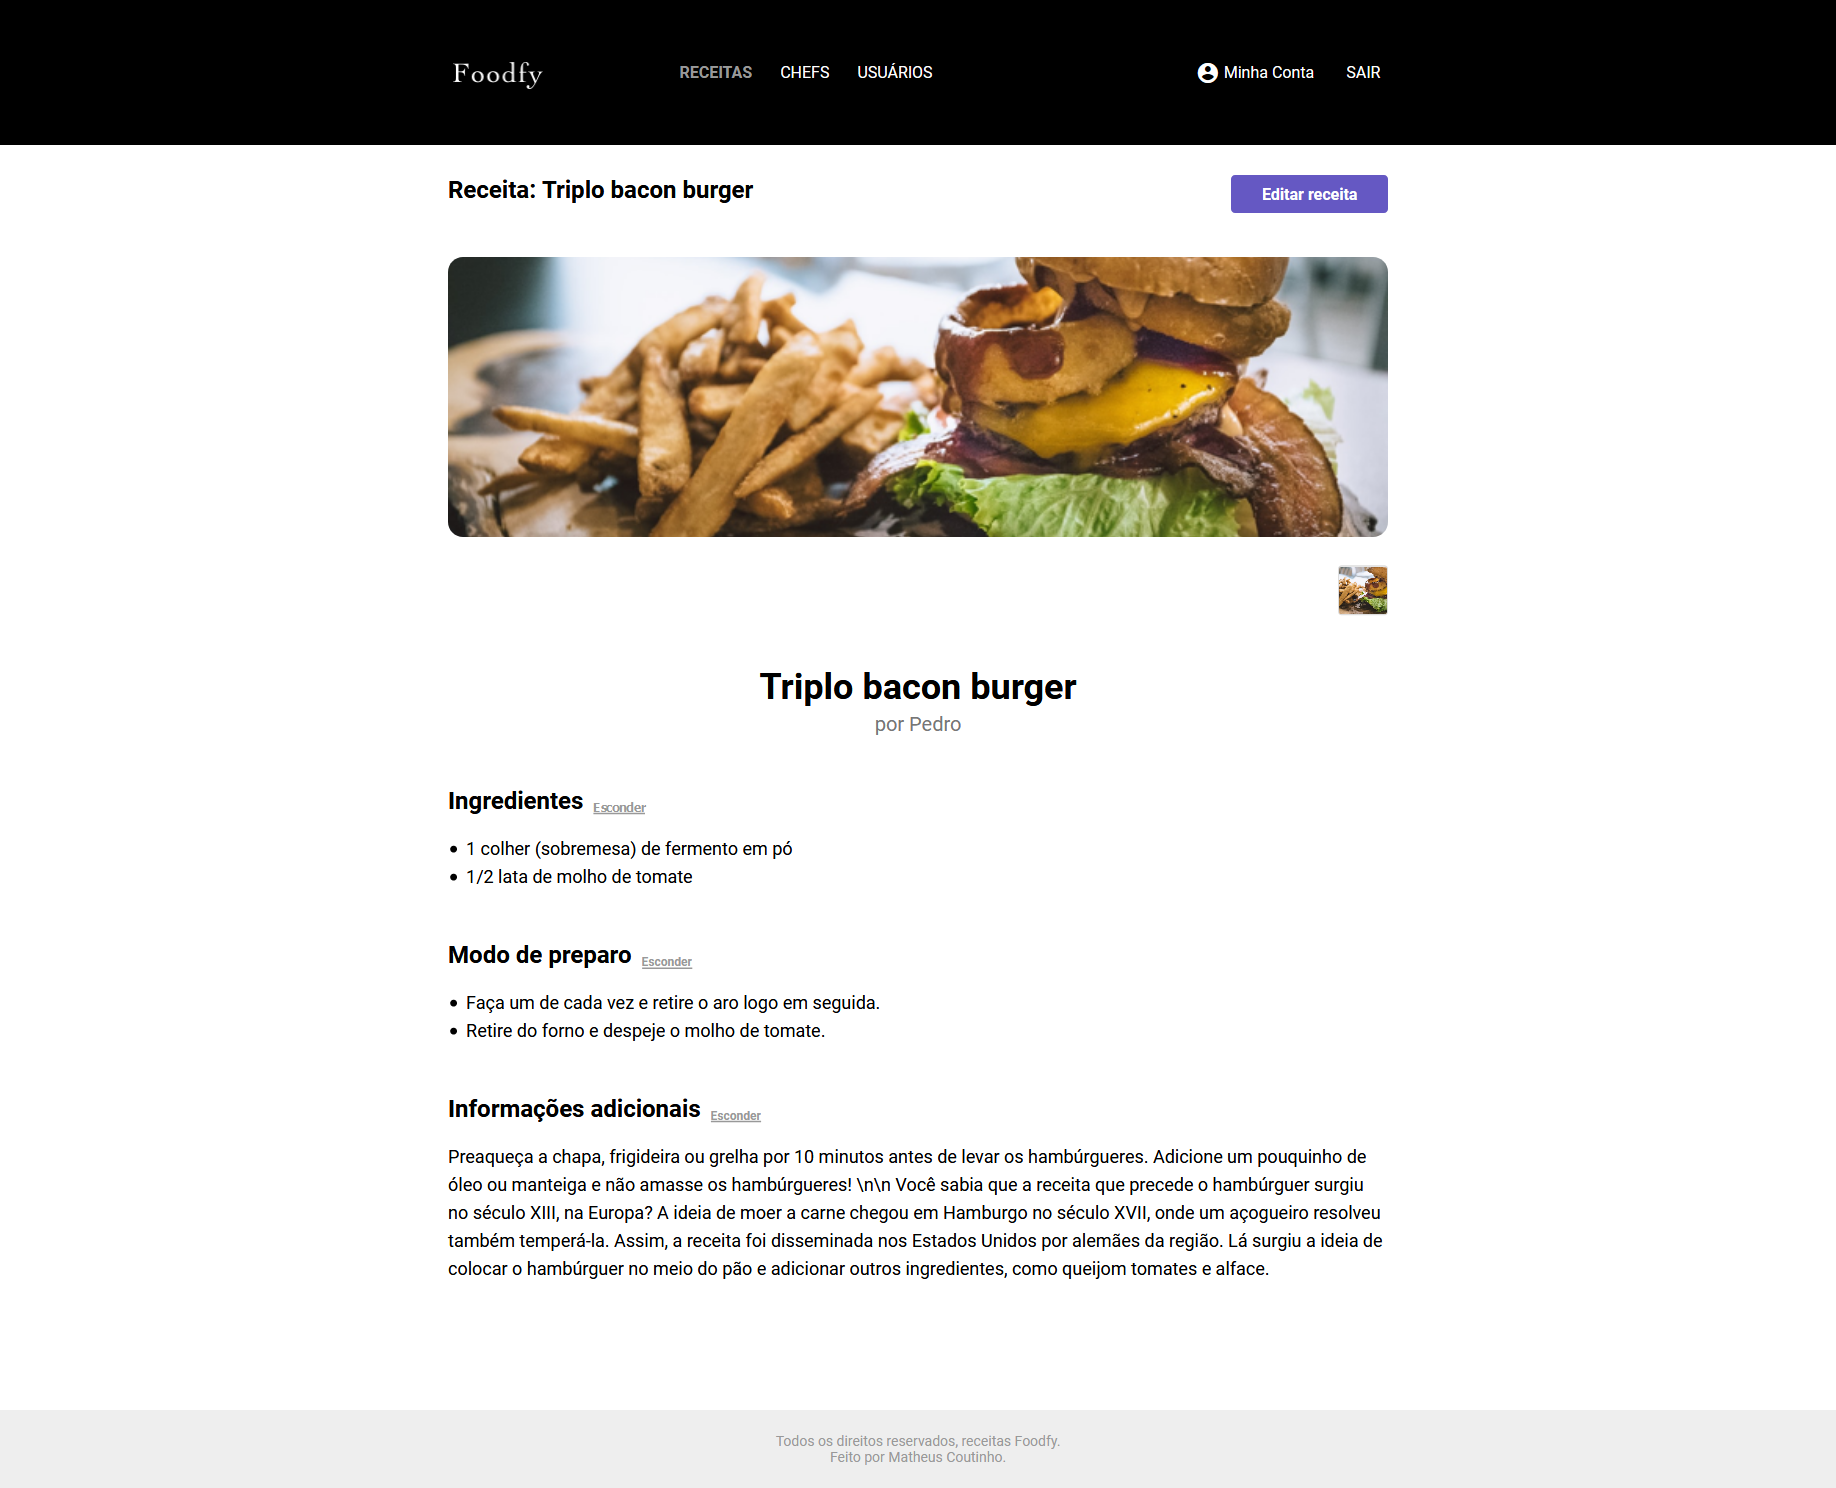 Foodfy
RECEITAS CHEFS USUÁRIOS
Minha Conta SAIR
Receita: Triplo bacon burger
Editar receita
Triplo bacon burger
por Pedro
Ingredientes Esconder
1 colher (sobremesa) de fermento em pó
1/2 lata de molho de tomate
Modo de preparo Esconder
Faça um de cada vez e retire o aro logo em seguida.
Retire do forno e despeje o molho de tomate.
Informações adicionais Esconder
Preaqueça a chapa, frigideira ou grelha por 10 minutos antes de levar os hambúrgueres. Adicione um pouquinho de
óleo ou manteiga e não amasse os hambúrgueres! \n\n Você sabia que a receita que precede o hambúrguer surgiu
no século XIII, na Europa? A ideia de moer a carne chegou em Hamburgo no século XVII, onde um açogueiro resolveu
também temperá-la. Assim, a receita foi disseminada nos Estados Unidos por alemães da região. Lá surgiu a ideia de
colocar o hambúrguer no meio do pão e adicionar outros ingredientes, como queijom tomates e alface.
Todos os direitos reservados, receitas Foodfy.
Feito por Matheus Coutinho.